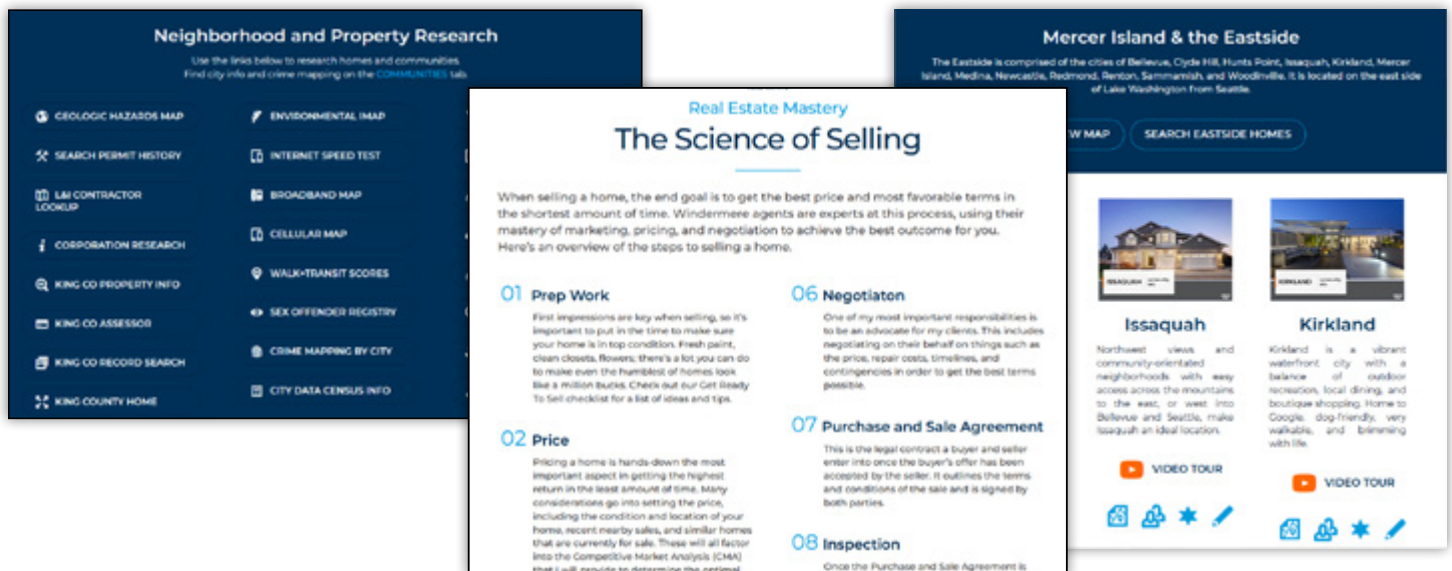 Neighborhood and Property Research
Use the links below to research homes and communities.
Find city info and crime mapping on the COMMUNITIES tab.
GEOLOGIC HAZARDS MAP
SEARCH PERMIT HISTORY
L&I CONTRACTOR
LOOKUP
CORPORATION RESEARCH
KING CO PROPERTY INFO
KING CO ASSESSOR
KING CO RECORD SEARCH
KING COUNTY HOME
ENVIRONMENTAL IMAP
INTERNET SPEED TEST
BROADBAND MAP
CELLULAR MAP
WALK+TRANSIT SCORES
SEX OFFENDER REGISTRY
CRIME MAPPING BY CITY
CITY DATA CENSUS INFO
Real Estate Mastery
The Science of Selling
When selling a home, the end goal is to get the best price and most favorable terms in
the shortest amount of time. Windermere agents are experts at this process, using their
mastery of marketing, pricing, and negotiation to achieve the best outcome for you.
Here's an overview of the steps to selling a home.
01 Prep Work
First impressions are key when selling, so it's
important to put in the time to make sure
your home is in top condition. Fresh paint,
clean closets, flowers; there's a lot you can do
to make even the humblest of homes look
like a million bucks. Check out our Get Ready
To Sell checklist for a list of ideas and tips.
02 Price
Pricing a home is hands-down the most
important aspect in getting the highest
return in the least amount of time. Many
considerations go into setting the price,
including the condition and location of your
home, recent nearby sales, and similar homes
that are currently for sale. These will all factor
into the Competitive Market Analysis (CMA)
that I will provide to determine the optimal
06 Negotiaton
One of my most important responsibilities is
to be an advocate for my clients. This includes
negotiating on their behalf on things such as
the price, repair costs, timelines, and
contingencies in order to get the best terms
possible.
07 Purchase and Sale Agreement
This is the legal contract a buyer and seller
enter into once the buyer's offer has been
accepted by the seller. It outlines the terms
and conditions of the sale and is signed by
both parties.
08 Inspection
Once the Purchase and Sale Agreement is
Mercer Island & the Eastside
The Eastside is comprised of the cities of Bellevue, Clyde Hill, Hunts Point, Issaquah, Kirkland, Mercer
Island, Medina, Newcastle, Redmond, Renton, Sammamish, and Woodinville. It is located on the east side
of Lake Washington from Seattle.
W MAP
SEARCH EASTSIDE HOMES
ISSAQUAH
KIRKLAND
Issaquah
Northwest views and
community-orientated
neighborhoods with easy
access across the mountains
to the east, or west into
Bellevue and Seattle, make
Issaquah an ideal location.
VIDEO TOUR
Kirkland
Kirkland is a vibrant
waterfront city with a
balance of outdoor
recreation, local dining, and
boutique shopping. Home to
Google, dog-friendly, very
walkable, and brimming
with life.
VIDEO TOUR